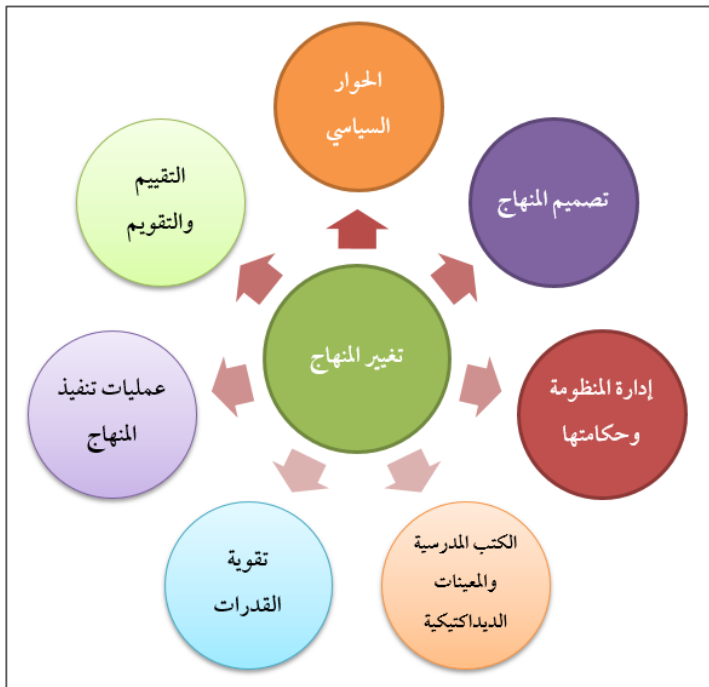 الحوار
السياسي
تصميم المنهاج
إدارة المنظومة
وحكامتها
الكتب المدرسية
والمعينات
الديداكتيكية
تقوية
القدرات
عمليات تنفيذ
المنهاج
التقييم
والتقويم
تغيير المنهاج